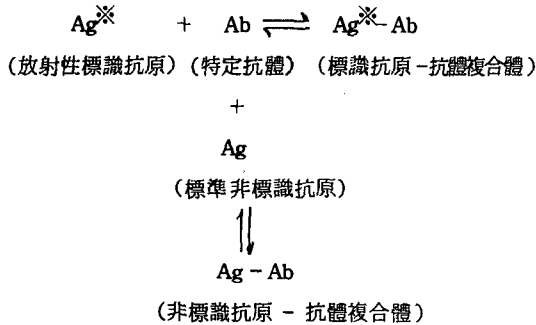 Ag※ + Ab ⇌ Ag※-Ab
(放射性標識抗原) (特定抗體) (標識抗原-抗體複合體)
+
Ag
(標準非標識抗原)
⇅
Ag - Ab
(非標識抗原 - 抗體複合體)